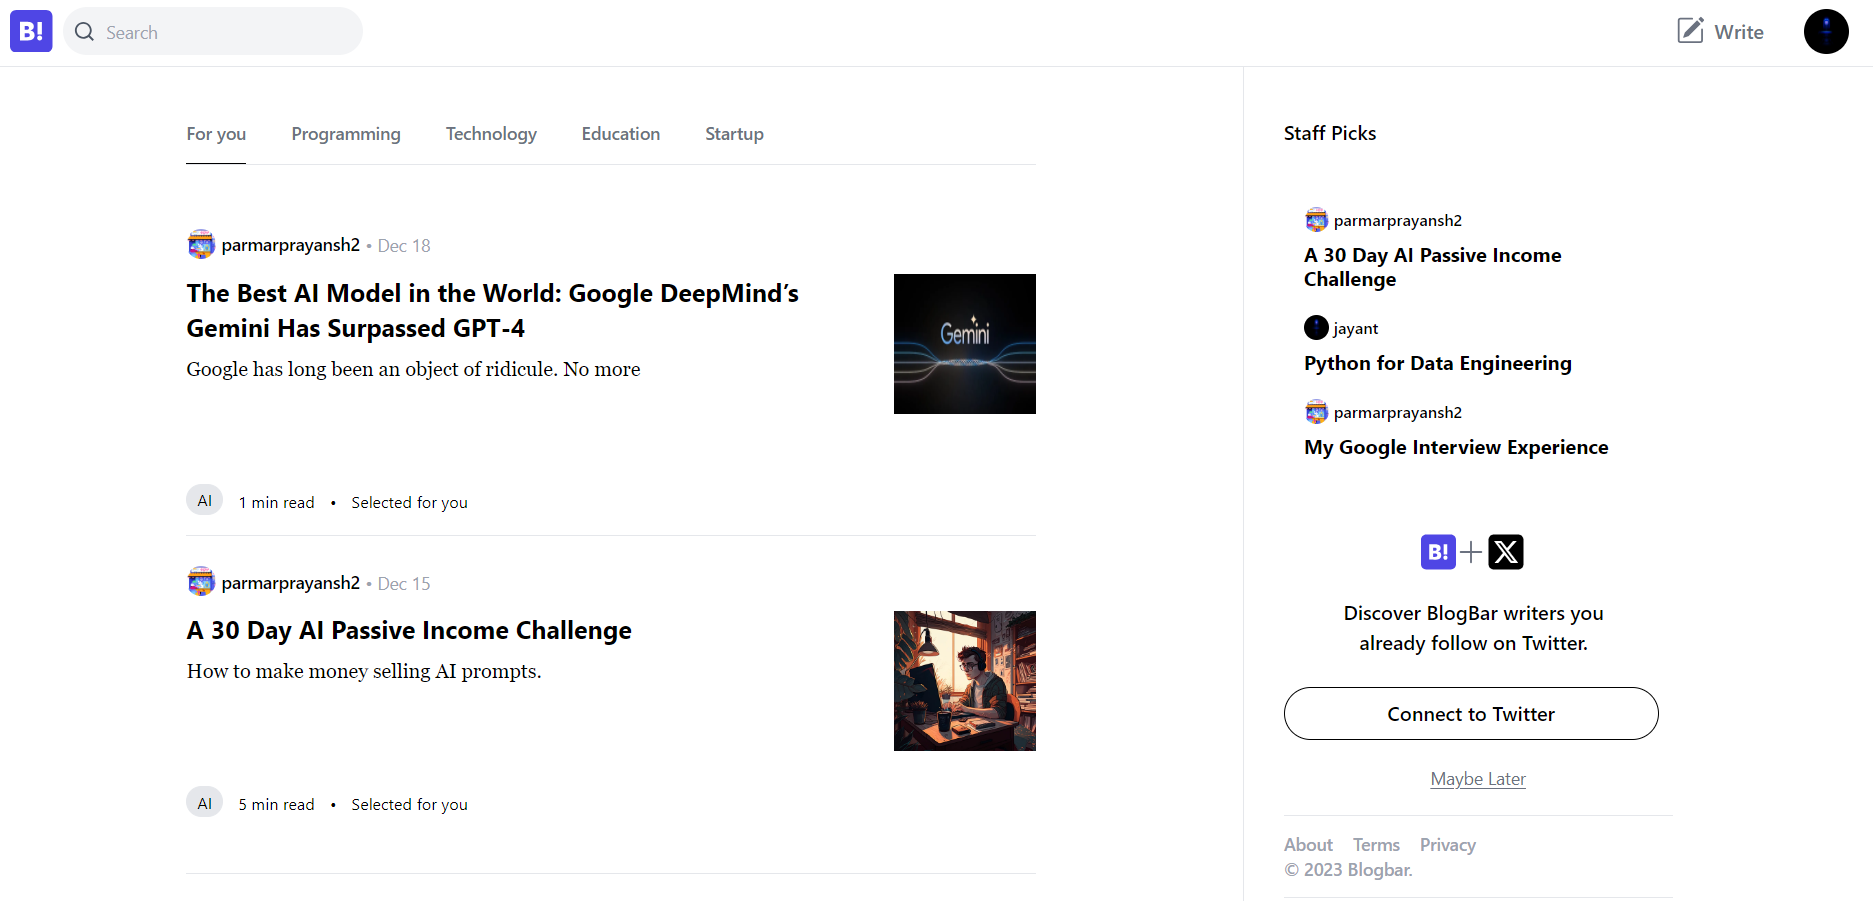 B! Search Write
For you Programming Technology Education Startup
parmarprayansh2 • Dec 18
The Best AI Model in the World: Google DeepMind’s
Gemini Has Surpassed GPT-4
Google has long been an object of ridicule. No more
Gemini
AI 1 min read • Selected for you
parmarprayansh2 • Dec 15
A 30 Day AI Passive Income Challenge
How to make money selling AI prompts.
AI 5 min read • Selected for you
Staff Picks
parmarprayansh2
A 30 Day AI Passive Income
Challenge
jayant
Python for Data Engineering
parmarprayansh2
My Google Interview Experience
B! + X
Discover BlogBar writers you
already follow on Twitter.
Connect to Twitter
Maybe Later
About Terms Privacy
© 2023 Blogbar.